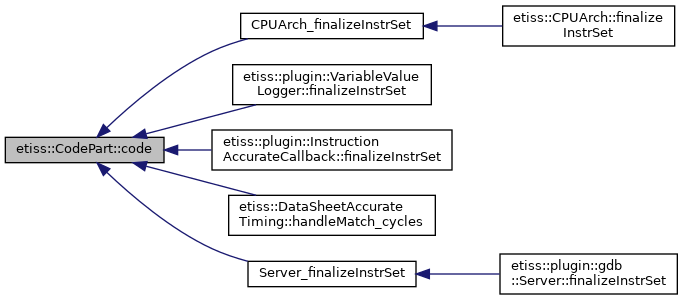 CPUArch_finalizeInstrSet
etiss::CPUArch::finalize
InstrSet
etiss::plugin::VariableValue
Logger::finalizeInstrSet
etiss::CodePart::code
etiss::plugin::Instruction
AccurateCallback::finalizeInstrSet
etiss::DataSheetAccurate
Timing::handleMatch_cycles
Server_finalizeInstrSet
etiss::plugin::gdb
::Server::finalizeInstrSet